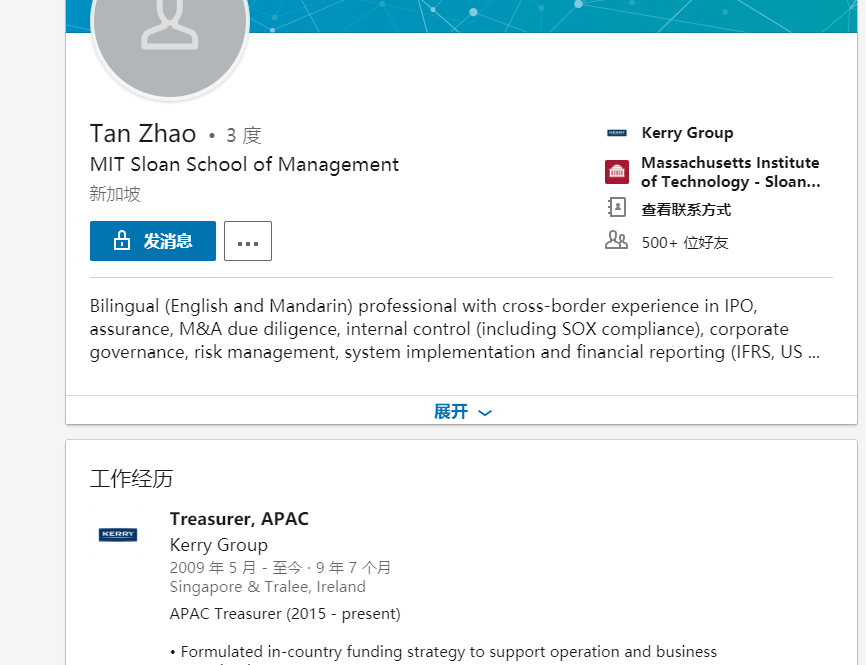 Tan Zhao • 3 度
MIT Sloan School of Management
新加坡
发消息
...
Kerry Group
Massachusetts Institute
of Technology - Sloan...
查看联系方式
500+ 位好友
Bilingual (English and Mandarin) professional with cross-border experience in IPO,
assurance, M&A due diligence, internal control (including SOX compliance), corporate
governance, risk management, system implementation and financial reporting (IFRS, US ...
展开
工作经历
KERRY
Treasurer, APAC
Kerry Group
2009 年 5 月 - 至今 · 9 年 7 个月
Singapore & Tralee, Ireland
APAC Treasurer (2015 - present)
• Formulated in-country funding strategy to support operation and business